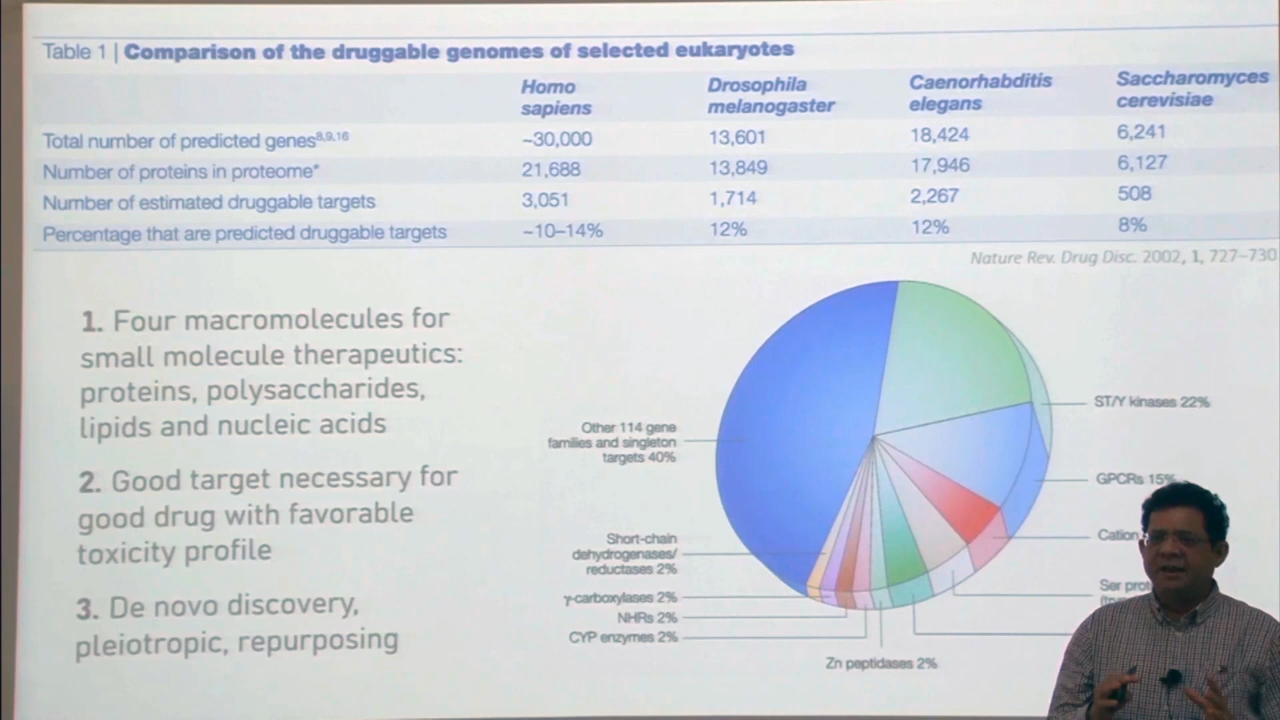 Table 1 | Comparison of the druggable genomes of selected eukaryotes
Homo sapiens Drosophila melanogaster Caenorhabditis elegans Saccharomyces cerevisiae
Total number of predicted genes8,9,16 ~30,000 13,601 18,424 6,241
Number of proteins in proteome* 21,688 13,849 17,946 6,127
Number of estimated druggable targets 3,051 1,714 2,267 508
Percentage that are predicted druggable targets ~10–14% 12% 12% 8%
Nature Rev. Drug Disc. 2002, 1, 727–730
1. Four macromolecules for
small molecule therapeutics:
proteins, polysaccharides,
lipids and nucleic acids
2. Good target necessary for
good drug with favorable
toxicity profile
3. De novo discovery,
pleiotropic, repurposing
Other 114 gene
families and singleton
targets 40%
Short-chain
dehydrogenases/
reductases 2%
γ-carboxylases 2%
NHRs 2%
CYP enzymes 2%
Zn peptidases 2%
ST/Y kinases 22%
GPCRs 15%
Cation
Ser